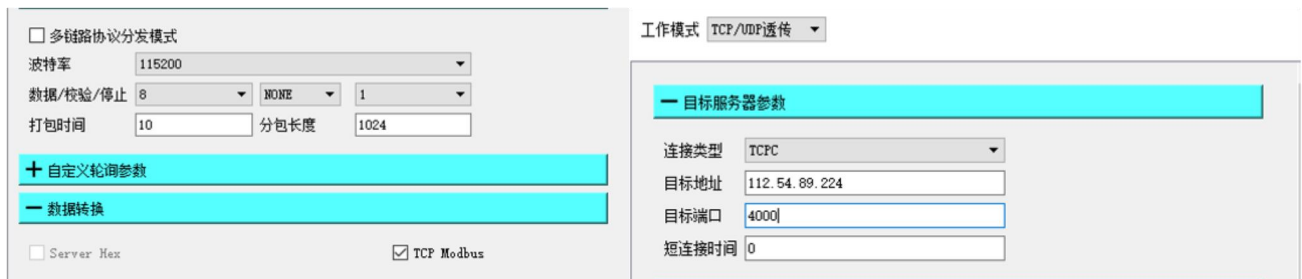 多链路协议分发模式
波特率 115200
数据/校验/停止 8 NONE 1
打包时间 10 分包长度 1024
自定义轮询参数
数据转换
Server Hex TCP Modbus
工作模式 TCP/UDP透传
目标服务器参数
连接类型 TCPC
目标地址 112.54.89.224
目标端口 4000
短连接时间 0